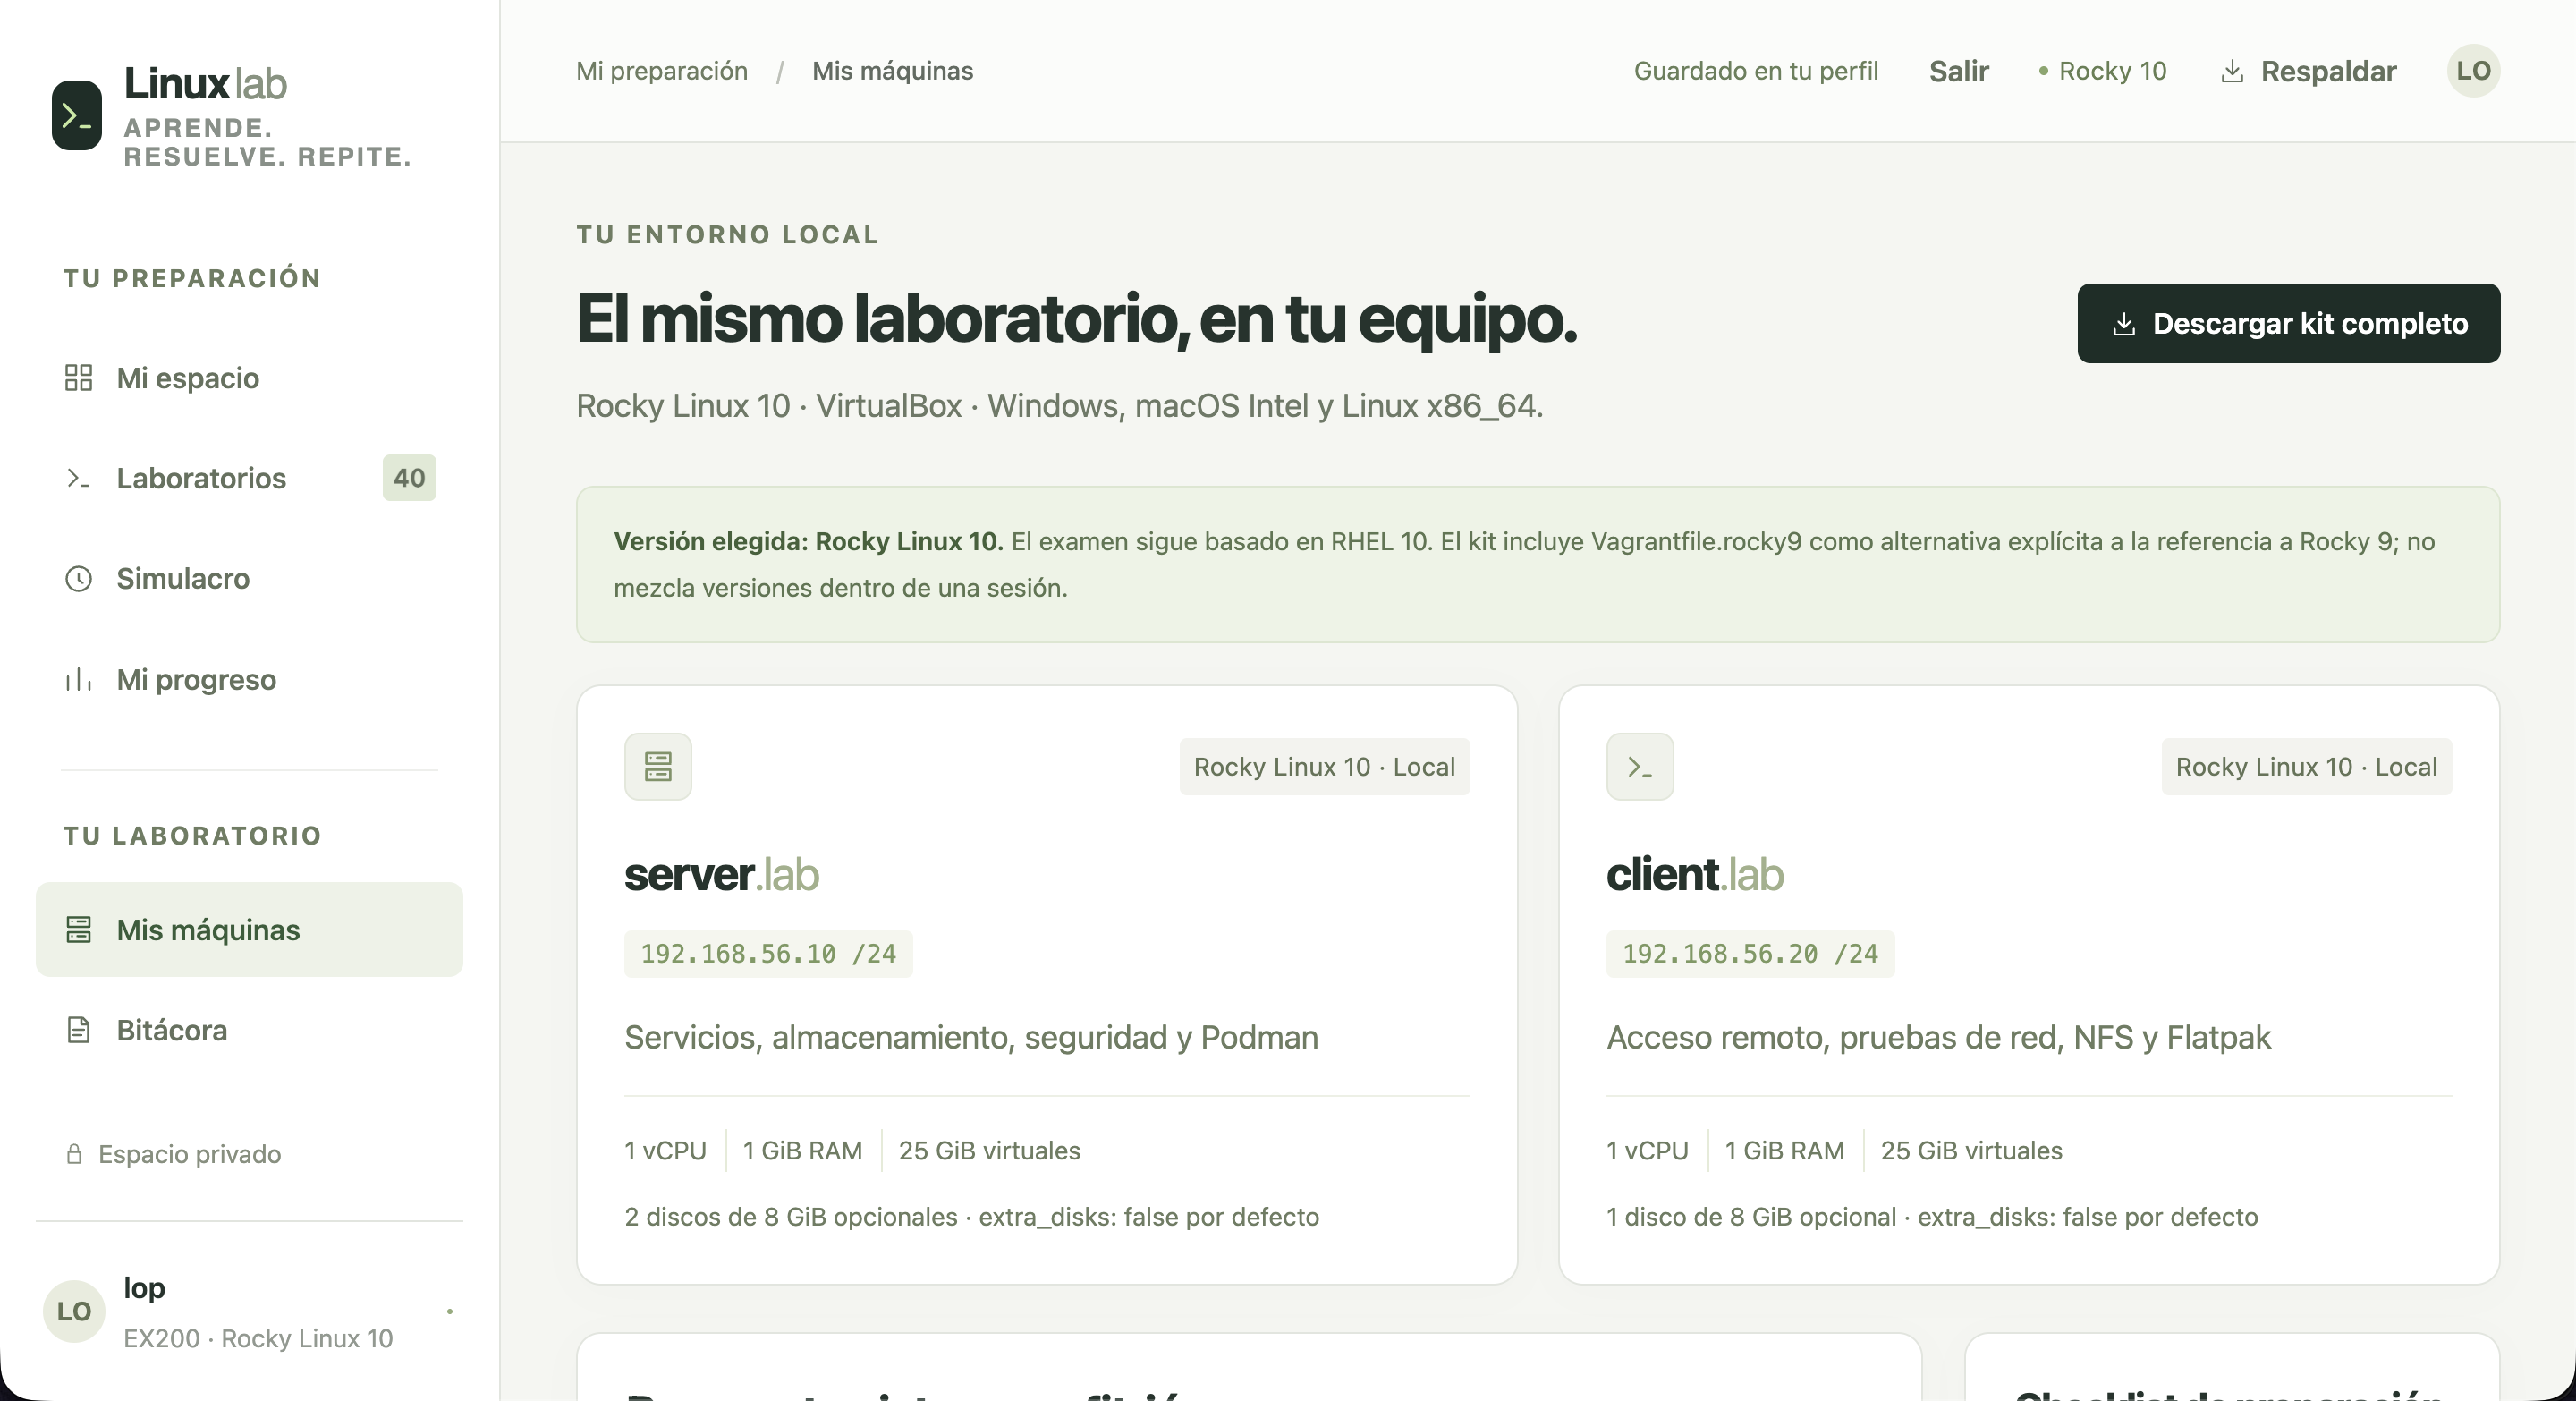 Linux lab
APRENDE.
RESUELVE. REPITE.
TU PREPARACIÓN
Mi espacio
Laboratorios 40
Simulacro
Mi progreso
TU LABORATORIO
Mis máquinas
Bitácora
Espacio privado
LO
lop
EX200 · Rocky Linux 10
Mi preparación / Mis máquinas
Guardado en tu perfil Salir • Rocky 10 Respaldar LO
TU ENTORNO LOCAL
El mismo laboratorio, en tu equipo.
Descargar kit completo
Rocky Linux 10 · VirtualBox · Windows, macOS Intel y Linux x86_64.
Versión elegida: Rocky Linux 10. El examen sigue basado en RHEL 10. El kit incluye Vagrantfile.rocky9 como alternativa explícita a la referencia a Rocky 9; no
mezcla versiones dentro de una sesión.
Rocky Linux 10 · Local
server.lab
192.168.56.10 /24
Servicios, almacenamiento, seguridad y Podman
1 vCPU 1 GiB RAM 25 GiB virtuales
2 discos de 8 GiB opcionales · extra_disks: false por defecto
Rocky Linux 10 · Local
client.lab
192.168.56.20 /24
Acceso remoto, pruebas de red, NFS y Flatpak
1 vCPU 1 GiB RAM 25 GiB virtuales
1 disco de 8 GiB opcional · extra_disks: false por defecto
Checklist de preparación